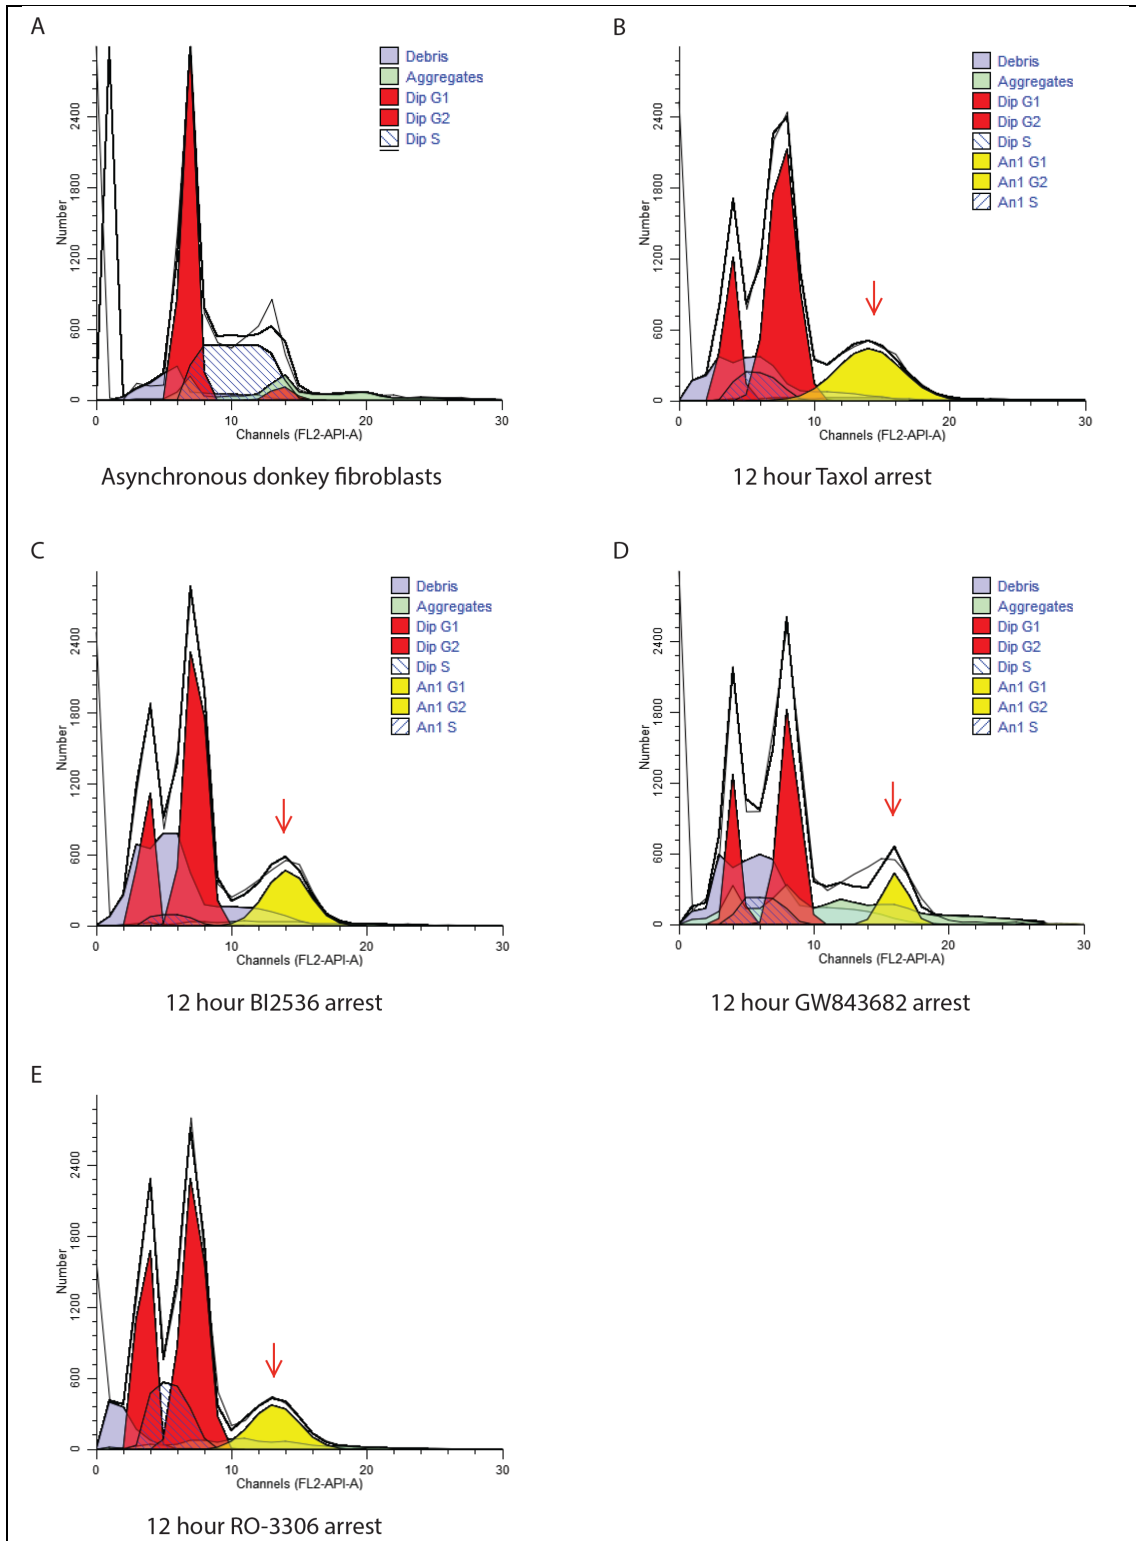 A
Debris
Aggregates
Dip G1
Dip G2
Dip S
Number
0
600
1200
1800
2400
0
10
20
30
Channels (FL2-API-A)
Asynchronous donkey fibroblasts
B
Debris
Aggregates
Dip G1
Dip G2
Dip S
An1 G1
An1 G2
An1 S
Number
0
600
1200
1800
2400
0
10
20
30
Channels (FL2-API-A)
12 hour Taxol arrest
C
Debris
Aggregates
Dip G1
Dip G2
Dip S
An1 G1
An1 G2
An1 S
Number
0
600
1200
1800
2400
0
10
20
30
Channels (FL2-API-A)
12 hour BI2536 arrest
D
Debris
Aggregates
Dip G1
Dip G2
Dip S
An1 G1
An1 G2
An1 S
Number
0
600
1200
1800
2400
0
10
20
30
Channels (FL2-API-A)
12 hour GW843682 arrest
E
Number
0
600
1200
1800
2400
0
10
20
30
Channels (FL2-API-A)
12 hour RO-3306 arrest